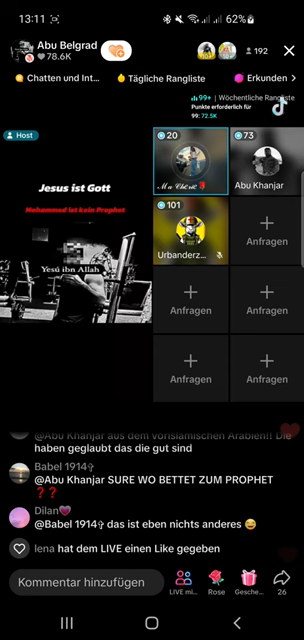 13:11
62%
Abu Belgrad
78.6K
192
Chatten und Int...
Tägliche Rangliste
Erkunden >
99+ | Wöchentliche Rangliste
Punkte erforderlich für
99: 72.5K
TikTok
Host
20
73
Abu Khanjar
101
Urbanderz...
Jesus ist Gott
Mohammad ist kein Prophet
Yesú ibn Allah
Anfragen
Anfragen
Anfragen
Anfragen
Anfragen
@Abu Khanjar aus dem vorislamischen Arabien!! Die
haben geglaubt das die gut sind
Babel 1914✞
@Abu Khanjar SURE WO BETTET ZUM PROPHET
❓❓
Dilan💗
@Babel 1914✞ das ist eben nichts anderes 😂
lena hat dem LIVE einen Like gegeben
Kommentar hinzufügen
LIVE mi...
Rose
Gesche...
26